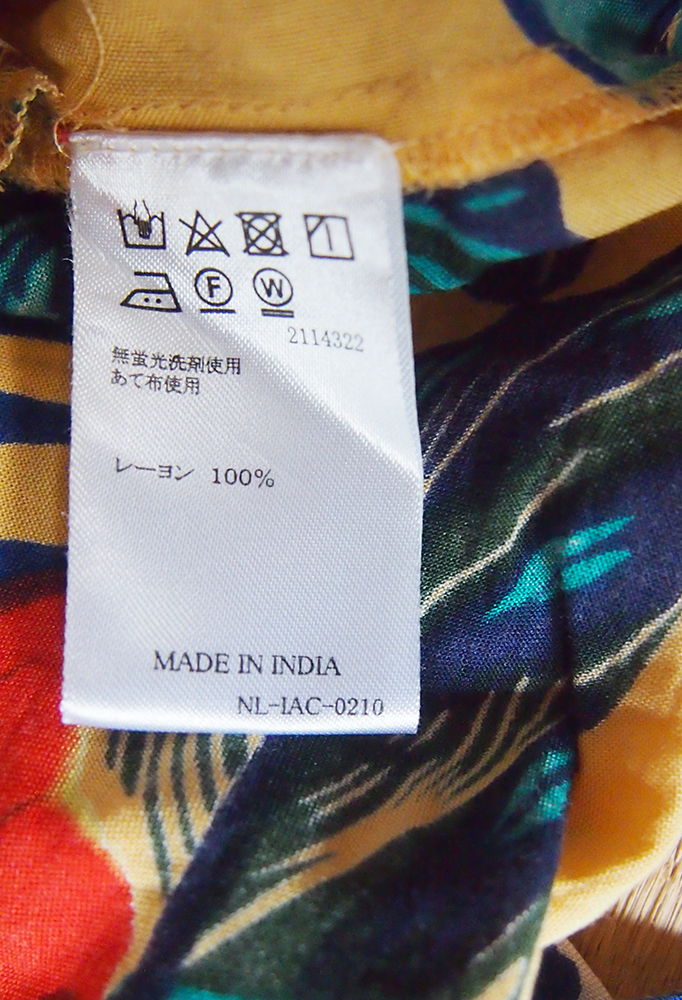 F W
2114322
無蛍光洗剤使用
あて布使用
レーヨン 100%
MADE IN INDIA
NL-IAC-0210